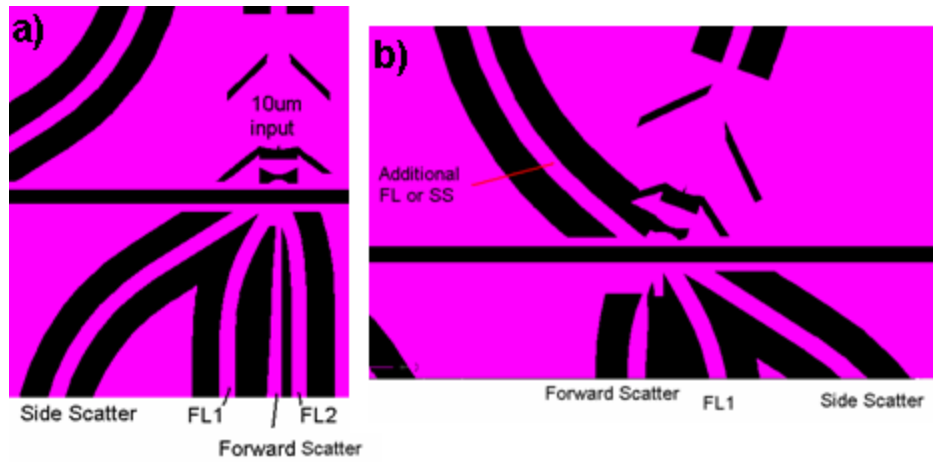 a)
10um
input
Side Scatter
FL1
FL2
Forward Scatter
b)
Additional
FL or SS
Forward Scatter
FL1
Side Scatter